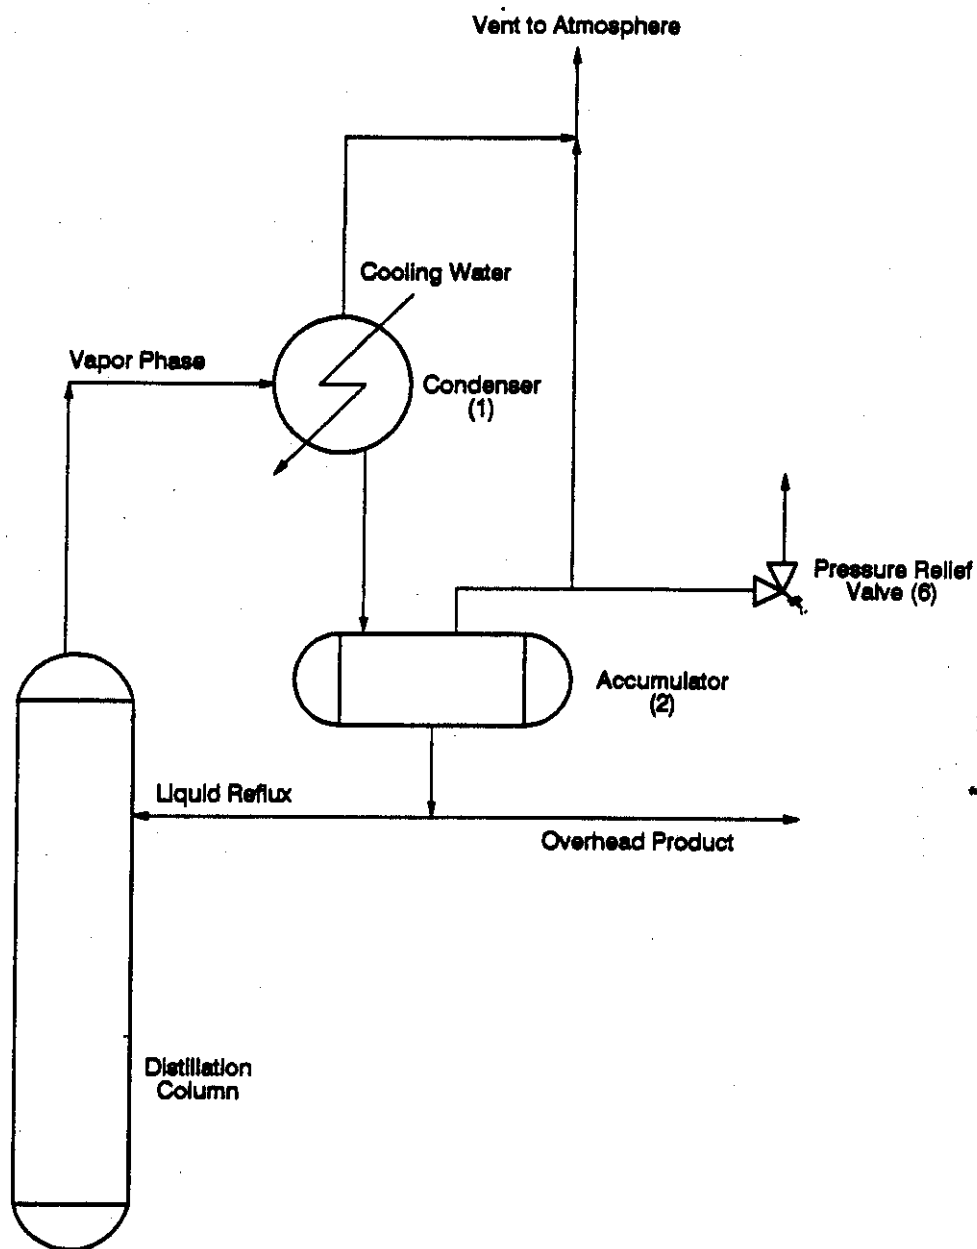 Vent to Atmosphere
Cooling Water
Vapor Phase
Condenser
(1)
Pressure Relief
Valve (6)
Accumulator
(2)
Liquid Reflux
Overhead Product
Distillation
Column